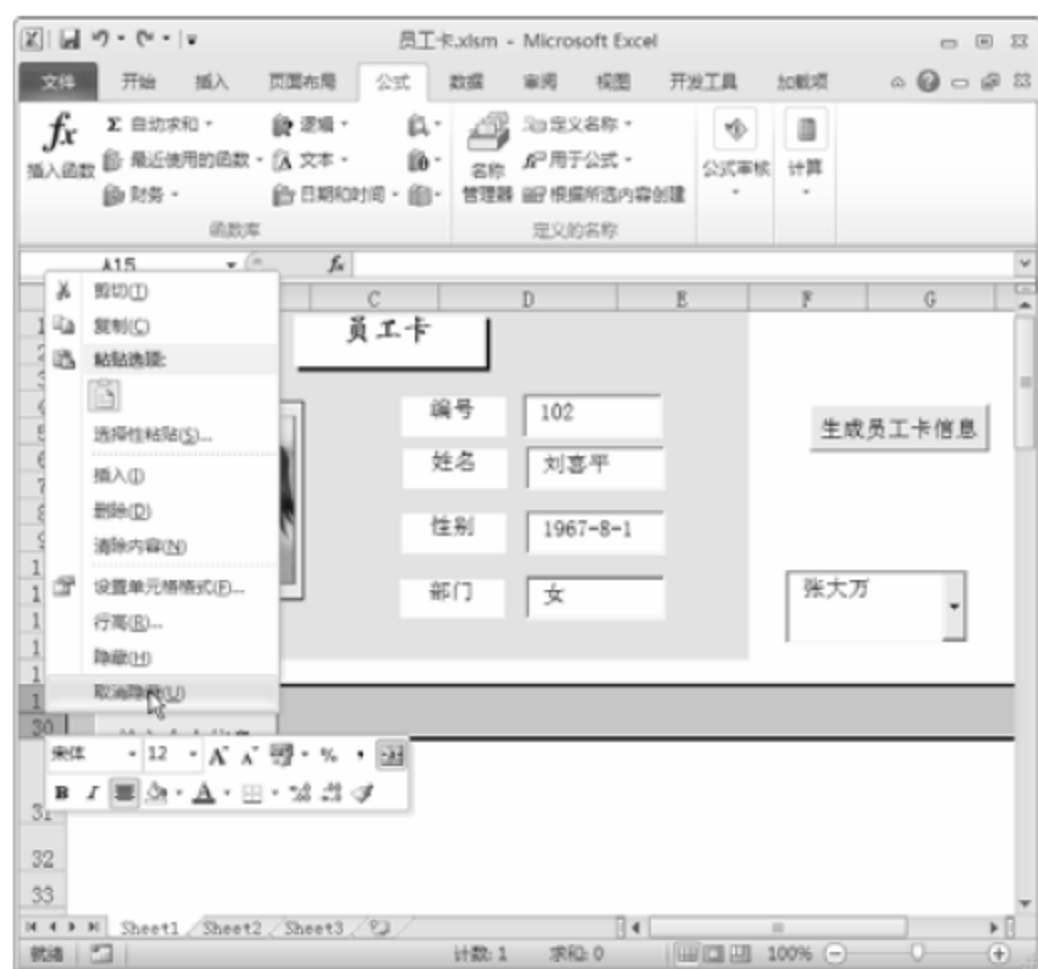 员工卡.xlsm - Microsoft Excel
文件 开始 插入 页面布局 公式 数据 审阅 视图 开发工具 加载项
fx 插入函数
Σ 自动求和
最近使用的函数
财务
逻辑
A 文本
日期和时间
函数库
名称管理器
定义名称
用于公式
根据所选内容创建
定义的名称
公式审核
计算
A15 fx
C D E F G
剪切(T)
复制(C)
粘贴选项:
选择性粘贴(S)...
插入(I)
删除(D)
清除内容(N)
设置单元格格式(F)...
行高(R)...
隐藏(H)
取消隐藏(U)
员工卡
编号 102
姓名 刘喜平
性别 1967-8-1
部门 女
生成员工卡信息
张大万
30
宋体 12 A A % ,
B I A
31
32
33
Sheet1 Sheet2 Sheet3
就绪 计数: 1 求和: 0 100%